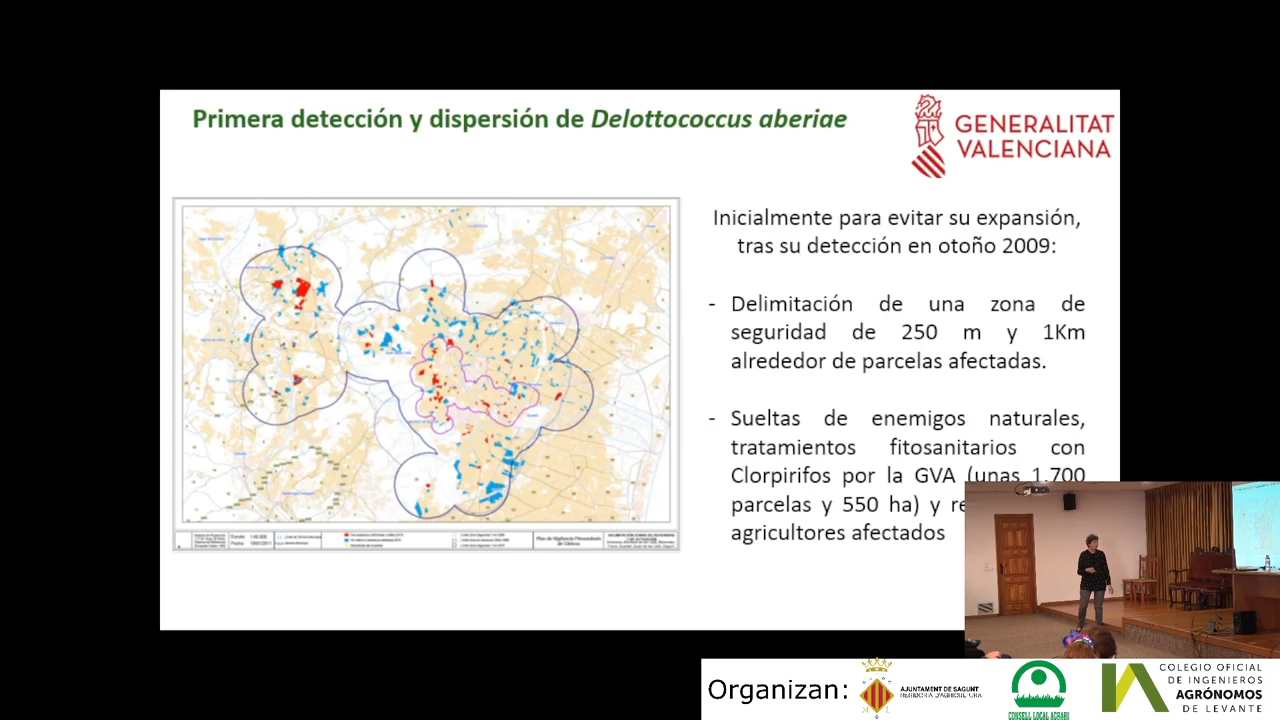 Primera detección y dispersión de Delottococcus aberiae
GENERALITAT
VALENCIANA
Inicialmente para evitar su expansión,
tras su detección en otoño 2009:
- Delimitación de una zona de
seguridad de 250 m y 1Km
alrededor de parcelas afectadas.
- Sueltas de enemigos naturales,
tratamientos fitosanitarios con
Clorpirifos por la GVA (unas 1.700
parcelas y 550 ha) y re
agricultores afectados
Organizan:
AJUNTAMENT DE SAGUNT
REGIDORIA D'AGRICULTURA
CONSELL LOCAL AGRARI
COLEGIO OFICIAL
DE INGENIEROS
AGRÓNOMOS
DE LEVANTE